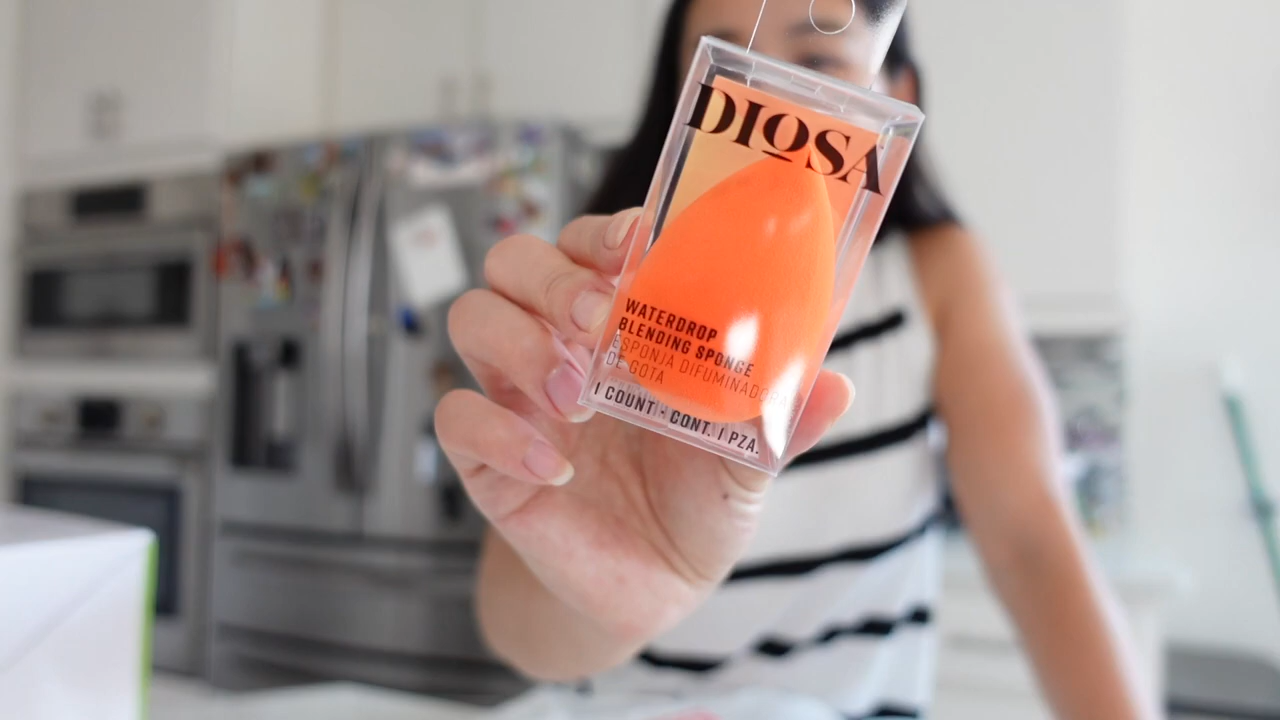 DIOSA
WATERDROP
BLENDING SPONGE
ESPONJA DIFUMINADORA
DE GOTA
1 COUNT • CONT. 1 PZA.